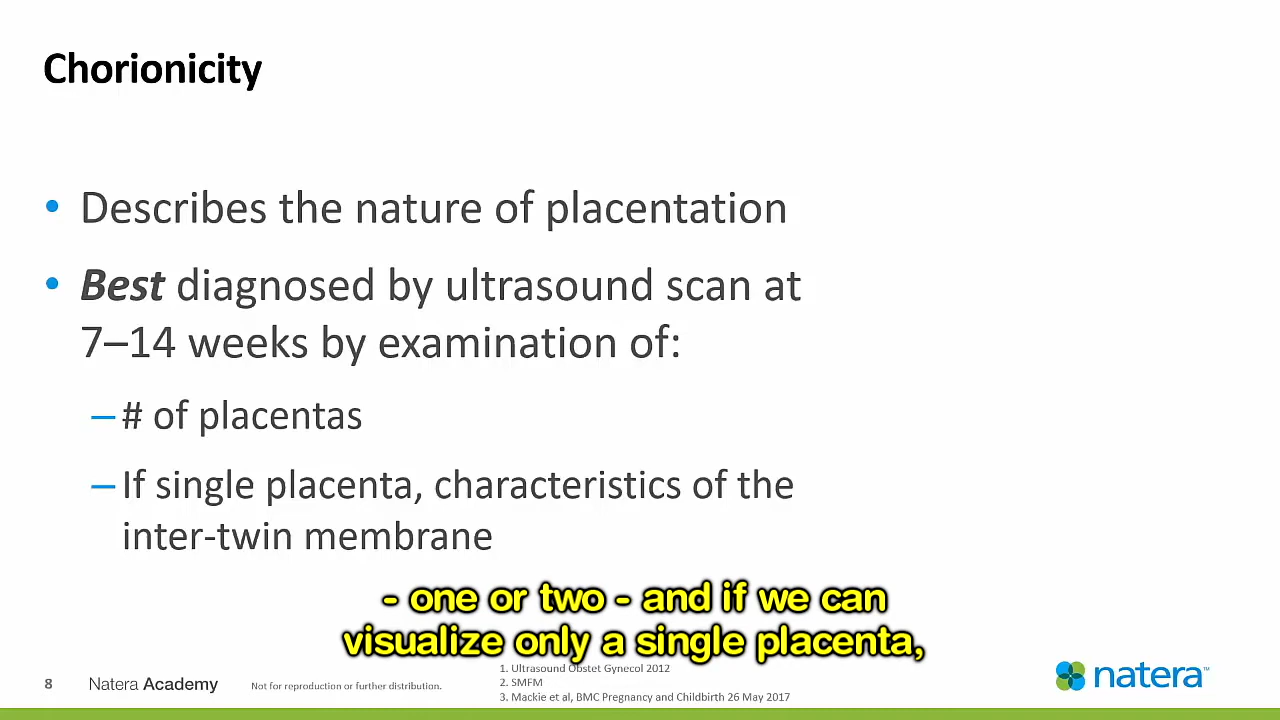 Chorionicity
• Describes the nature of placentation
• Best diagnosed by ultrasound scan at
7–14 weeks by examination of:
– # of placentas
– If single placenta, characteristics of the
inter-twin membrane
- one or two - and if we can
visualize only a single placenta,
1. Ultrasound Obstet Gynecol 2012
2. SMFM
3. Mackie et al, BMC Pregnancy and Childbirth 26 May 2017
8 Natera Academy Not for reproduction or further distribution.
natera™